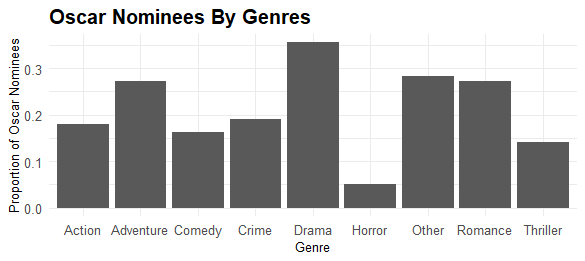 Oscar Nominees By Genres
Proportion of Oscar Nominees
0.3
0.2
0.1
0.0
Action Adventure Comedy Crime Drama Horror Other Romance Thriller
Genre